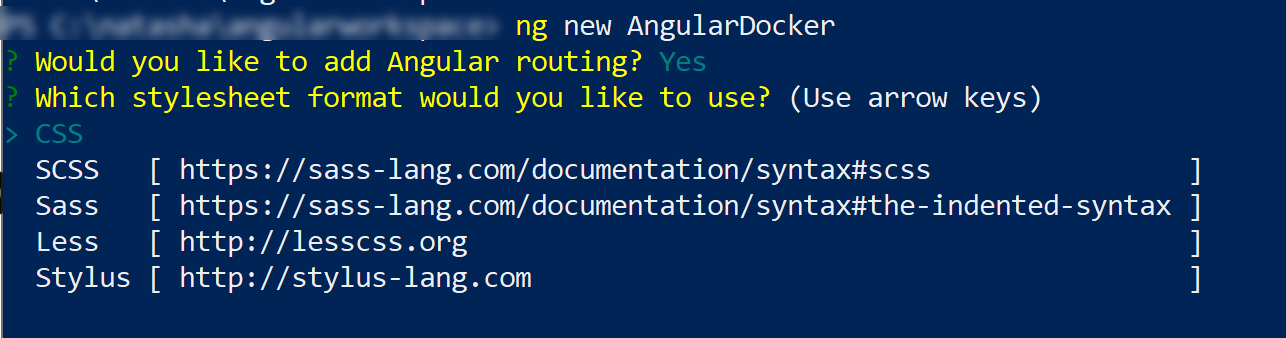 ng new AngularDocker
? Would you like to add Angular routing? Yes
? Which stylesheet format would you like to use? (Use arrow keys)
> CSS
SCSS [ https://sass-lang.com/documentation/syntax#scss ]
Sass [ https://sass-lang.com/documentation/syntax#the-indented-syntax ]
Less [ http://lesscss.org ]
Stylus [ http://stylus-lang.com ]